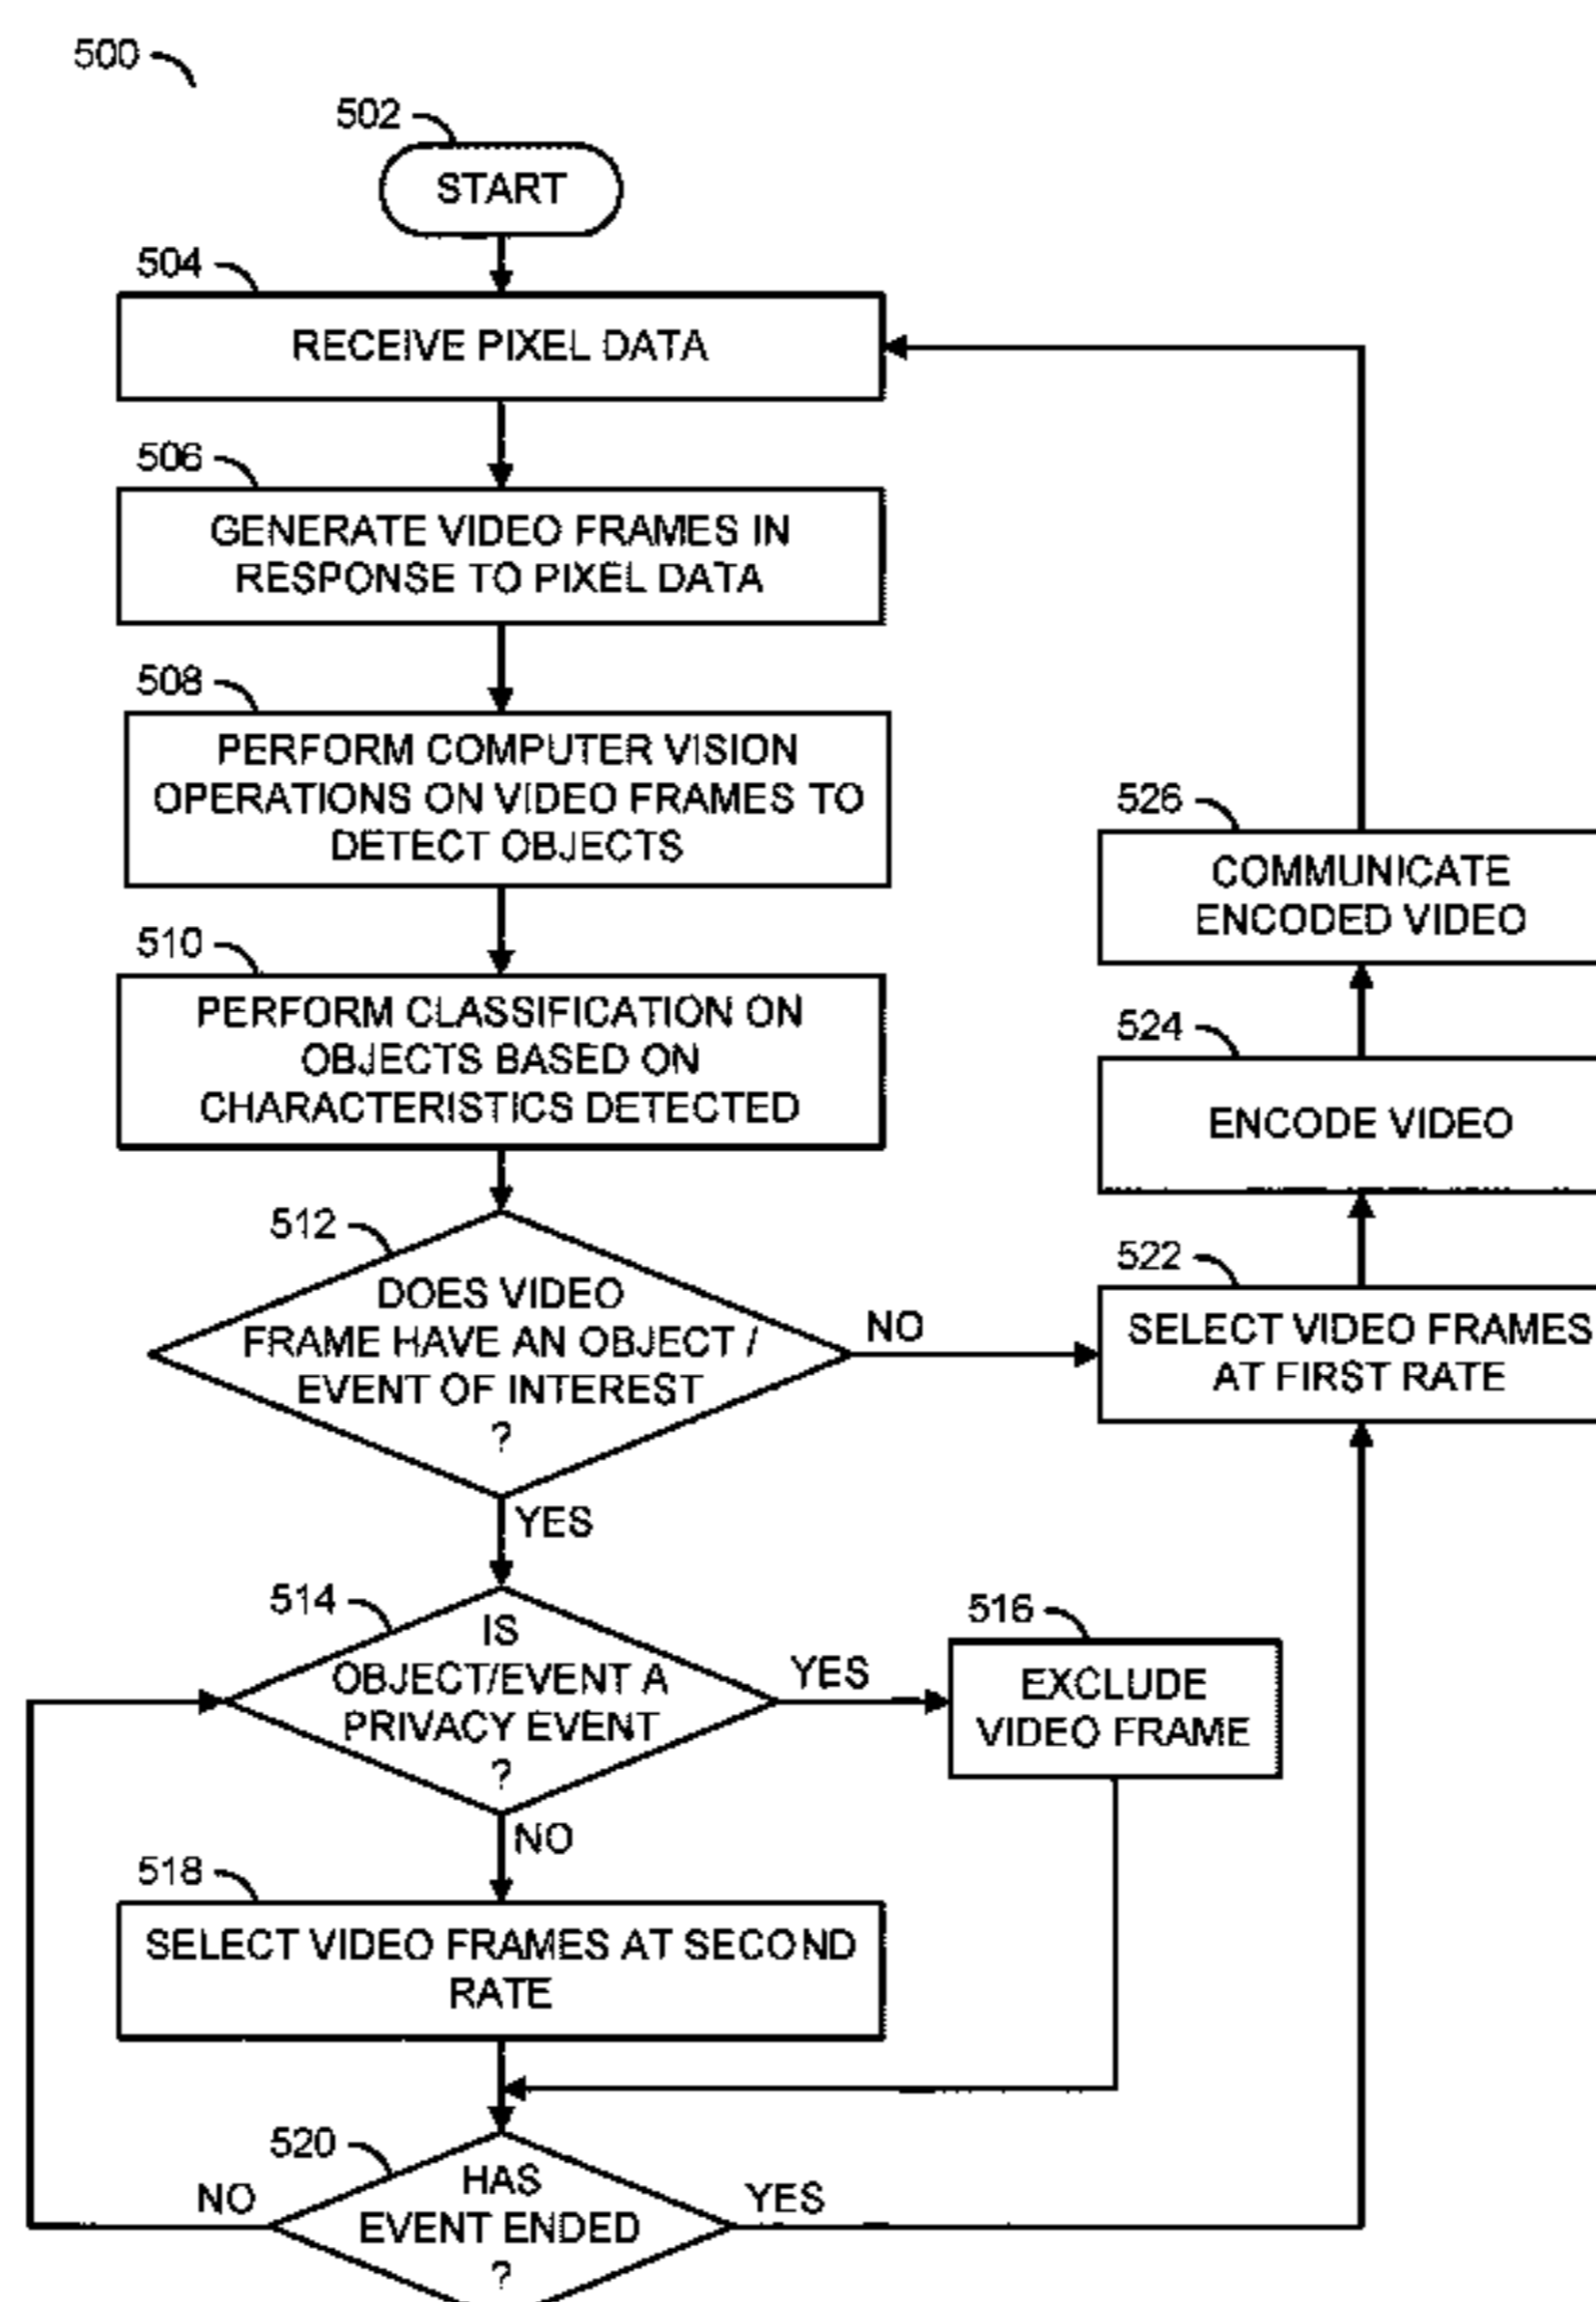 500
502
START
504
RECEIVE PIXEL DATA
506
GENERATE VIDEO FRAMES IN
RESPONSE TO PIXEL DATA
508
PERFORM COMPUTER VISION
OPERATIONS ON VIDEO FRAMES TO
DETECT OBJECTS
510
PERFORM CLASSIFICATION ON
OBJECTS BASED ON
CHARACTERISTICS DETECTED
512
DOES VIDEO
FRAME HAVE AN OBJECT /
EVENT OF INTEREST
?
NO
YES
514
IS
OBJECT/EVENT A
PRIVACY EVENT
?
YES
516
EXCLUDE
VIDEO FRAME
NO
518
SELECT VIDEO FRAMES AT SECOND
RATE
520
HAS
EVENT ENDED
?
NO
YES
522
SELECT VIDEO FRAMES
AT FIRST RATE
524
ENCODE VIDEO
526
COMMUNICATE
ENCODED VIDEO